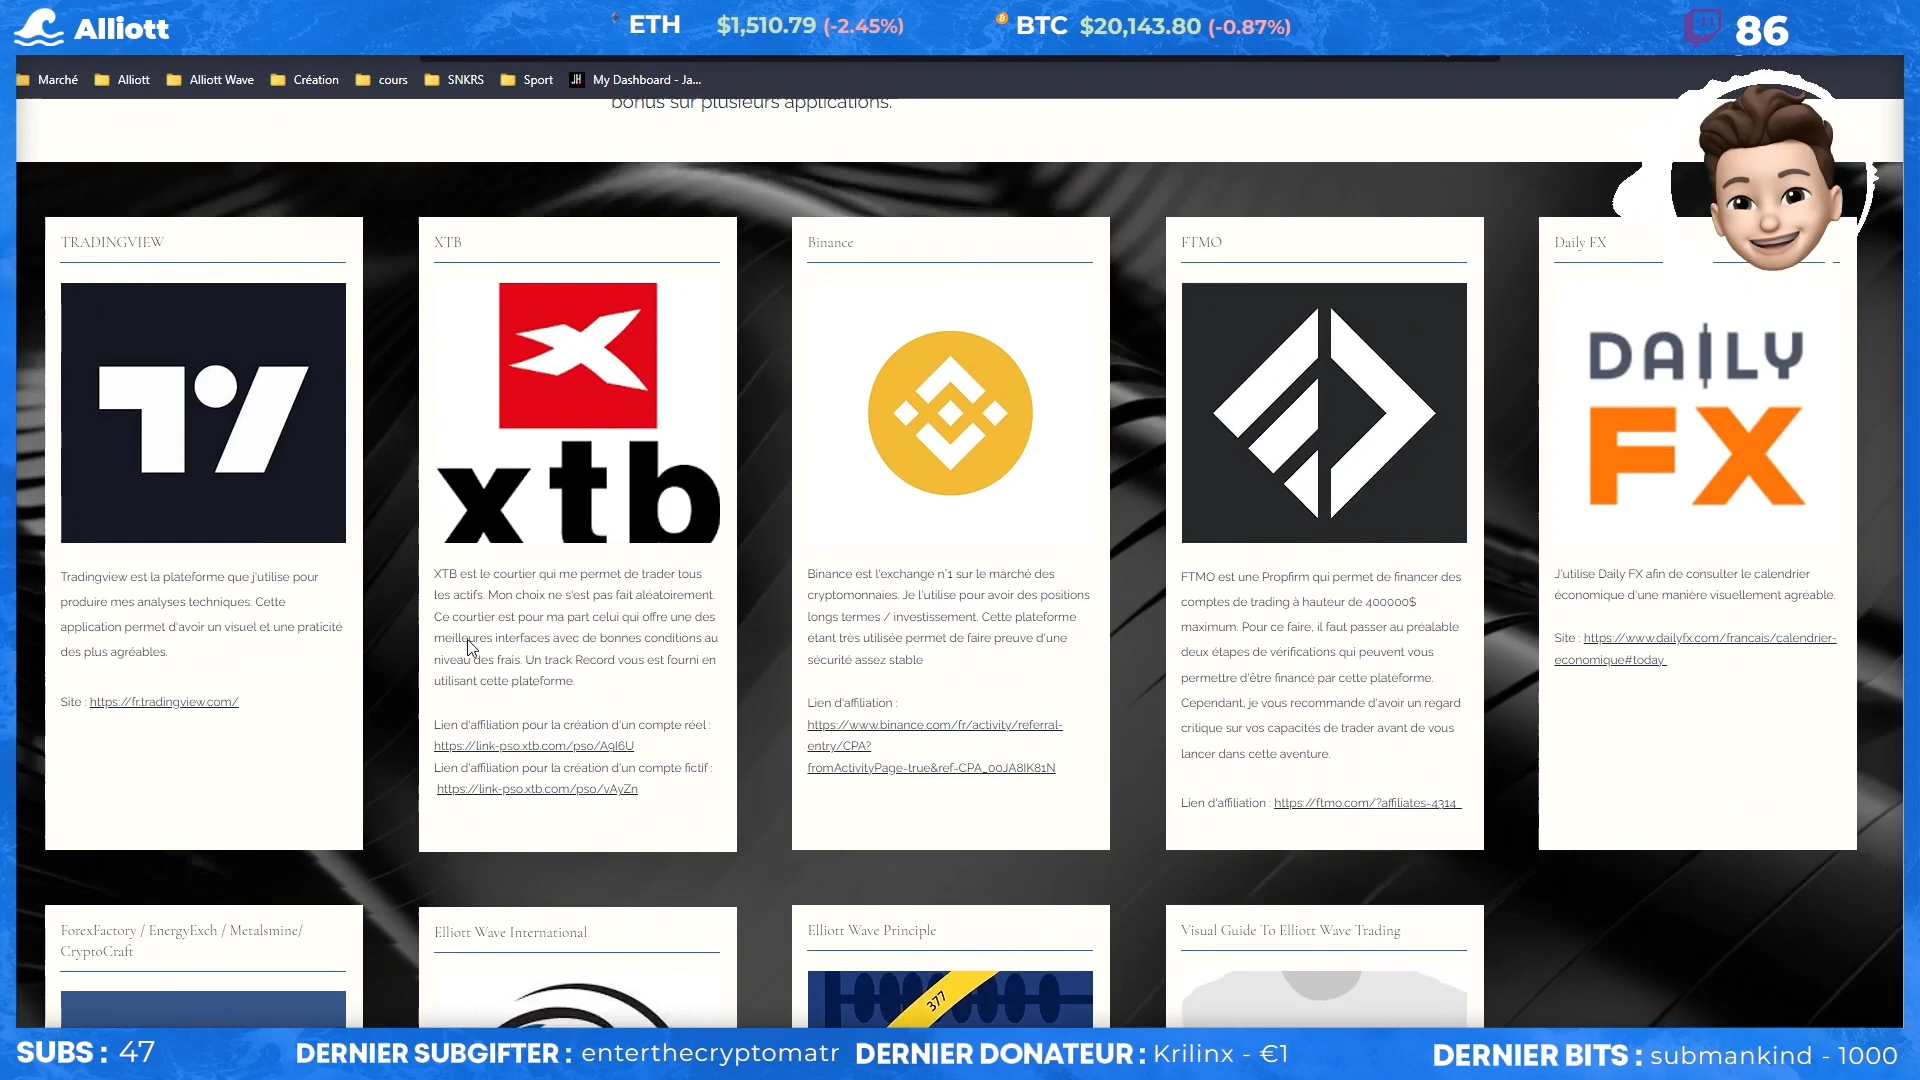 Alliott
ETH $1,510.79 (-2.45%)
BTC $20,143.80 (-0.87%)
86
Marché
Alliott
Alliott Wave
Création
cours
SNKRS
Sport
JH
My Dashboard - Ja...
bonus sur plusieurs applications.
TRADINGVIEW
Tradingview est la plateforme que j'utilise pour
produire mes analyses techniques. Cette
application permet d'avoir un visuel et une praticité
des plus agréables.
Site : https://fr.tradingview.com/
XTB
xtb
XTB est le courtier qui me permet de trader tous
les actifs. Mon choix ne s'est pas fait aléatoirement.
Ce courtier est pour ma part celui qui offre une des
meilleures interfaces avec de bonnes conditions au
niveau des frais. Un track Record vous est fourni en
utilisant cette plateforme.
Lien d'affiliation pour la création d'un compte réel :
https://link-pso.xtb.com/pso/A9I6U
Lien d'affiliation pour la création d'un compte fictif :
https://link-pso.xtb.com/pso/vAyZn
Binance
Binance est l'exchange n°1 sur le marché des
cryptomonnaies. Je l'utilise pour avoir des positions
longs termes / investissement. Cette plateforme
étant très utilisée permet de faire preuve d'une
sécurité assez stable
Lien d'affiliation :
https://www.binance.com/fr/activity/referral-
entry/CPA?
fromActivityPage=true&ref=CPA_00JA8IK81N
FTMO
FTMO est une Propfirm qui permet de financer des
comptes de trading à hauteur de 400000$
maximum. Pour ce faire, il faut passer au préalable
deux étapes de vérifications qui peuvent vous
permettre d'être financé par cette plateforme.
Cependant, je vous recommande d'avoir un regard
critique sur vos capacités de trader avant de vous
lancer dans cette aventure.
Lien d'affiliation : https://ftmo.com/?affiliates=4314
Daily FX
DAILY
FX
J'utilise Daily FX afin de consulter le calendrier
économique d'une manière visuellement agréable.
Site : https://www.dailyfx.com/francais/calendrier-
economique#today
ForexFactory / EnergyExch / Metalsmine/
CryptoCraft
Elliott Wave International
Elliott Wave Principle
377
Visual Guide To Elliott Wave Trading
SUBS : 47
DERNIER SUBGIFTER : enterthecryptomatr
DERNIER DONATEUR : Krilinx - €1
DERNIER BITS : submankind - 1000